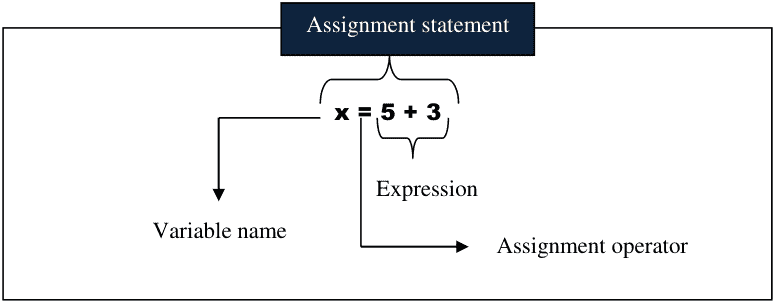 Assignment statement
x = 5 + 3
Expression
Variable name
Assignment operator